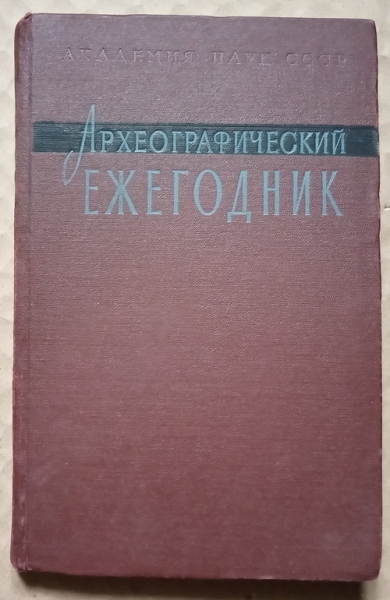 АКАДЕМИЯ НАУК СССР
АРХЕОГРАФИЧЕСКИЙ
ЕЖЕГОДНИК